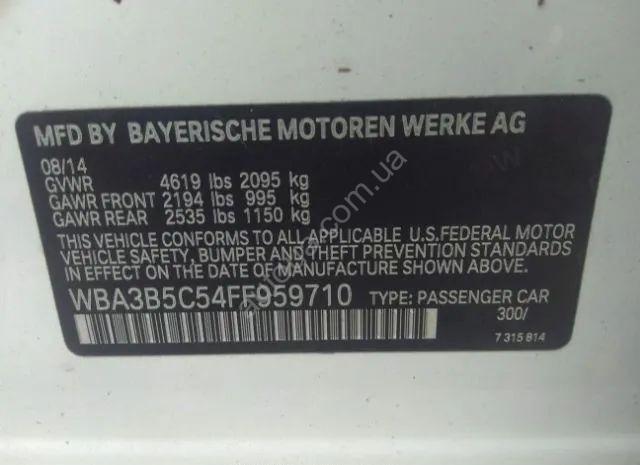 MFD BY BAYERISCHE MOTOREN WERKE AG
08/14
GVWR 4619 lbs 2095 kg
GAWR FRONT 2194 lbs 995 kg
GAWR REAR 2535 lbs 1150 kg
THIS VEHICLE CONFORMS TO ALL APPLICABLE U.S.FEDERAL MOTOR
VEHICLE SAFETY, BUMPER AND THEFT PREVENTION STANDARDS
IN EFFECT ON THE DATE OF MANUFACTURE SHOWN ABOVE.
WBA3B5C54FF959710 TYPE: PASSENGER CAR
300/
7 315 814